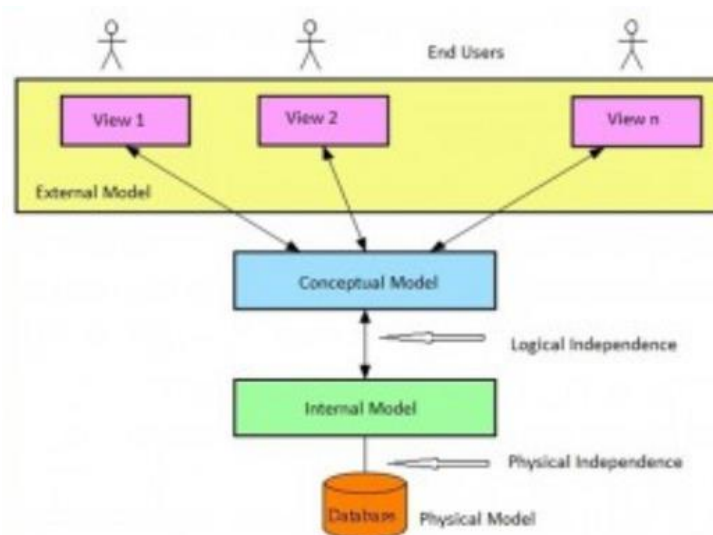 End Users
View 1
View 2
View n
External Model
Conceptual Model
Logical Independence
Internal Model
Physical Independence
Database
Physical Model